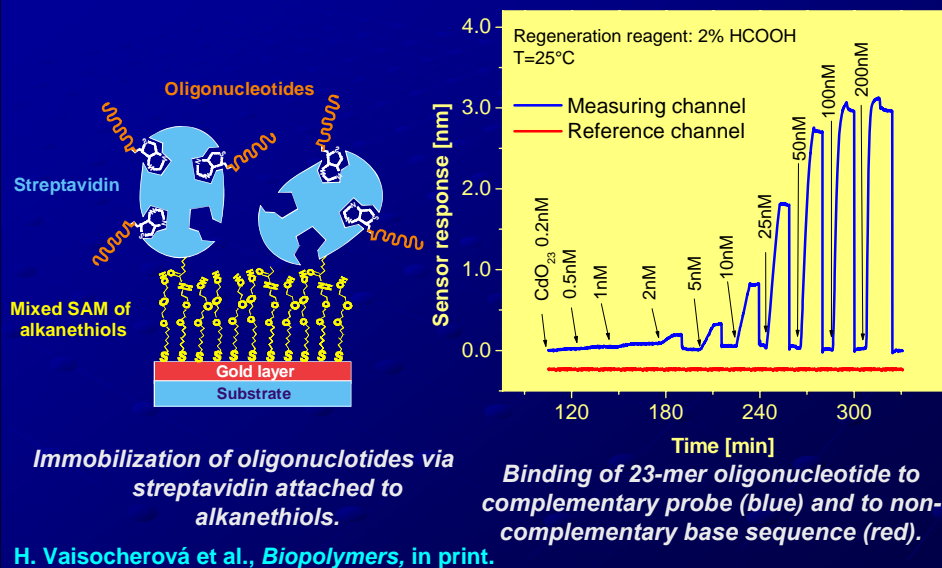 Oligonucleotides
Streptavidin
Mixed SAM of
alkanethiols
Gold layer
Substrate
Immobilization of oligonuclotides via
streptavidin attached to
alkanethiols.
Sensor response [nm]
4.0
3.0
2.0
1.0
0.0
Regeneration reagent: 2% HCOOH
T=25°C
Measuring channel
Reference channel
CdO23 0.2nM
0.5nM
1nM
2nM
5nM
10nM
25nM
50nM
100nM
200nM
120 180 240 300
Time [min]
Binding of 23-mer oligonucleotide to
complementary probe (blue) and to non-
complementary base sequence (red).
H. Vaisocherová et al., Biopolymers, in print.